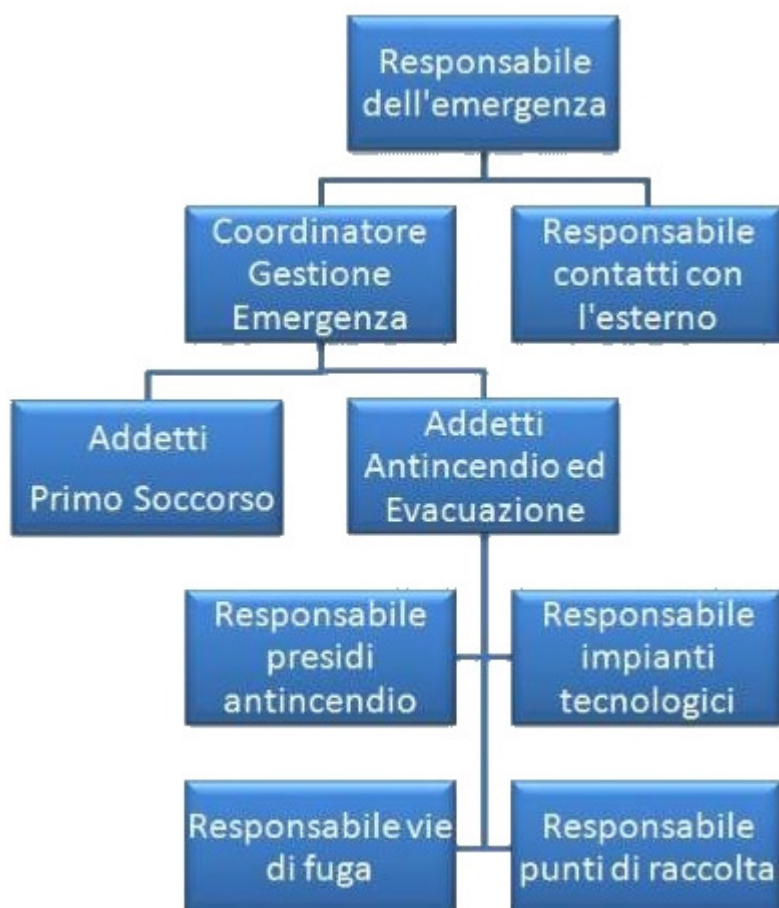 Responsabile
dell'emergenza
Coordinatore
Gestione
Emergenza
Responsabile
contatti con
l'esterno
Addetti
Primo Soccorso
Addetti
Antincendio ed
Evacuazione
Responsabile
presidi
antincendio
Responsabile
impianti
tecnologici
Responsabile vie
di fuga
Responsabile
punti di raccolta